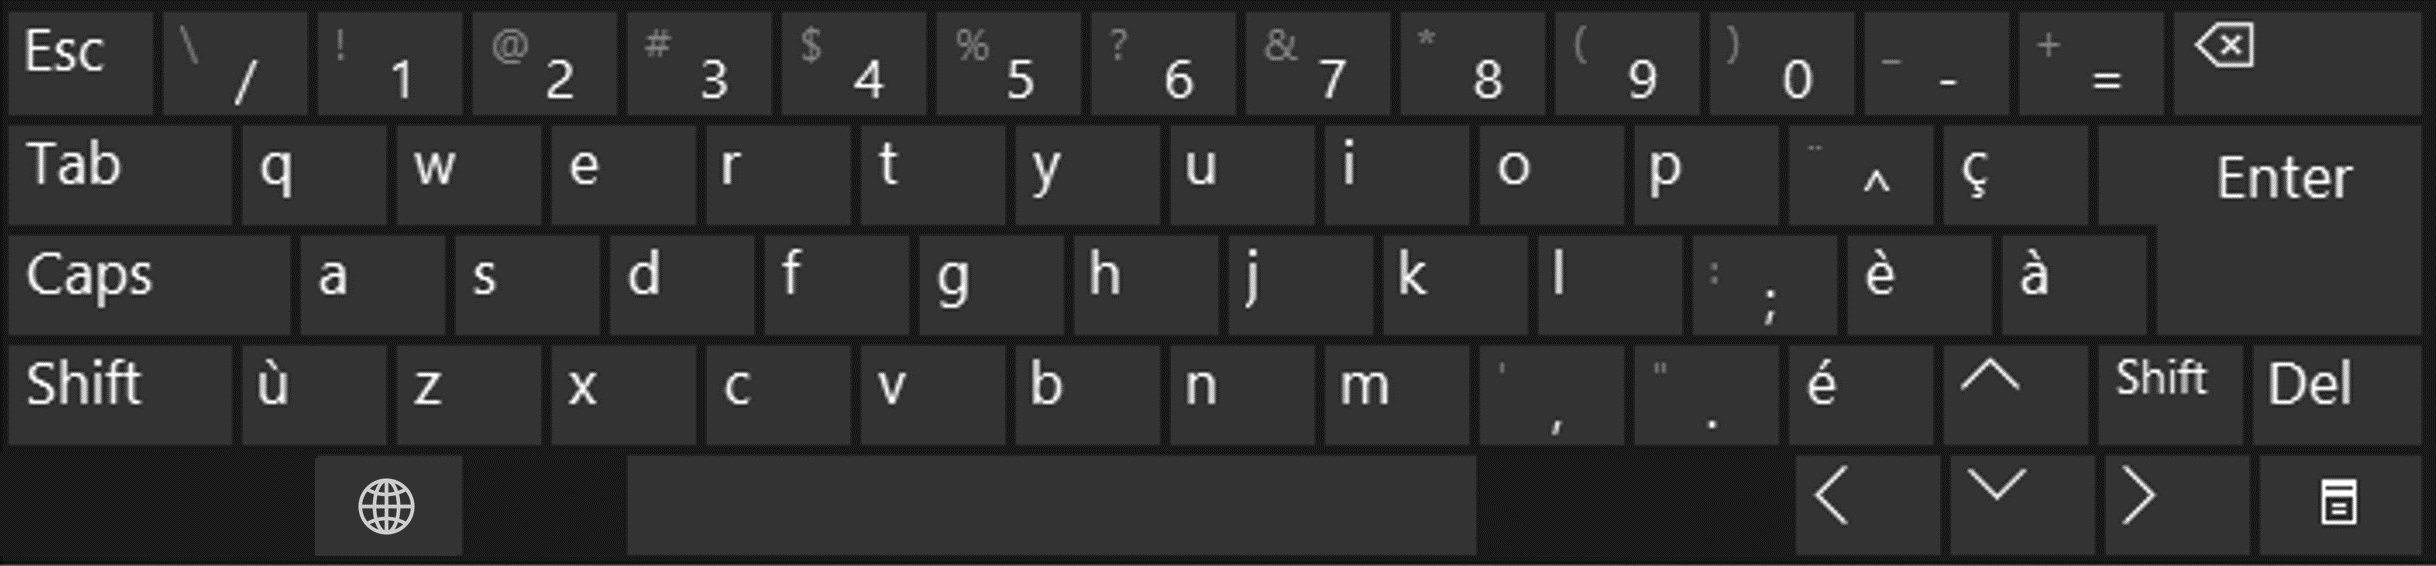 Esc \ / ! 1 @ 2 # 3 $ 4 % 5 ? 6 & 7 * 8 ( 9 ) 0 _ - + =
Tab q w e r t y u i o p ¨ ^ ç Enter
Caps a s d f g h j k l : ; è à
Shift ù z x c v b n m ' , " . é Shift Del